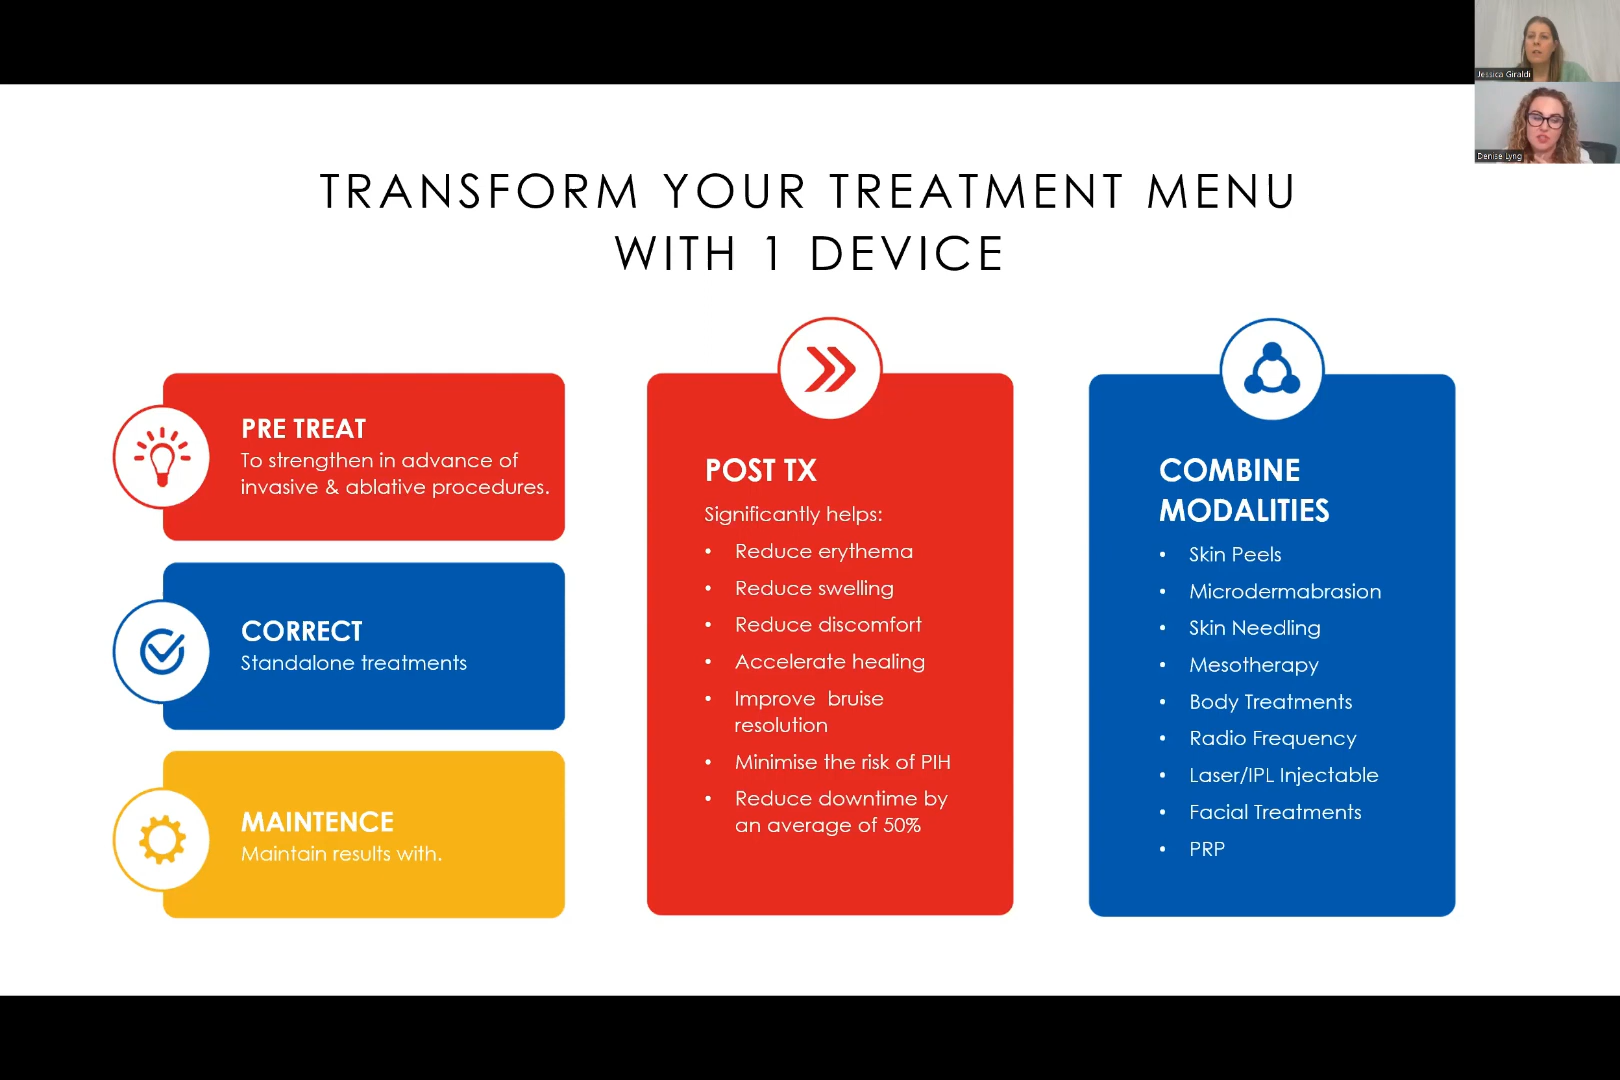 Jessica Giraldi
Denise Lyng
TRANSFORM YOUR TREATMENT MENU
WITH 1 DEVICE
PRE TREAT
To strengthen in advance of
invasive & ablative procedures.
CORRECT
Standalone treatments
MAINTENCE
Maintain results with.
POST TX
Significantly helps:
• Reduce erythema
• Reduce swelling
• Reduce discomfort
• Accelerate healing
• Improve  bruise
resolution
• Minimise the risk of PIH
• Reduce downtime by
an average of 50%
COMBINE
MODALITIES
• Skin Peels
• Microdermabrasion
• Skin Needling
• Mesotherapy
• Body Treatments
• Radio Frequency
• Laser/IPL Injectable
• Facial Treatments
• PRP